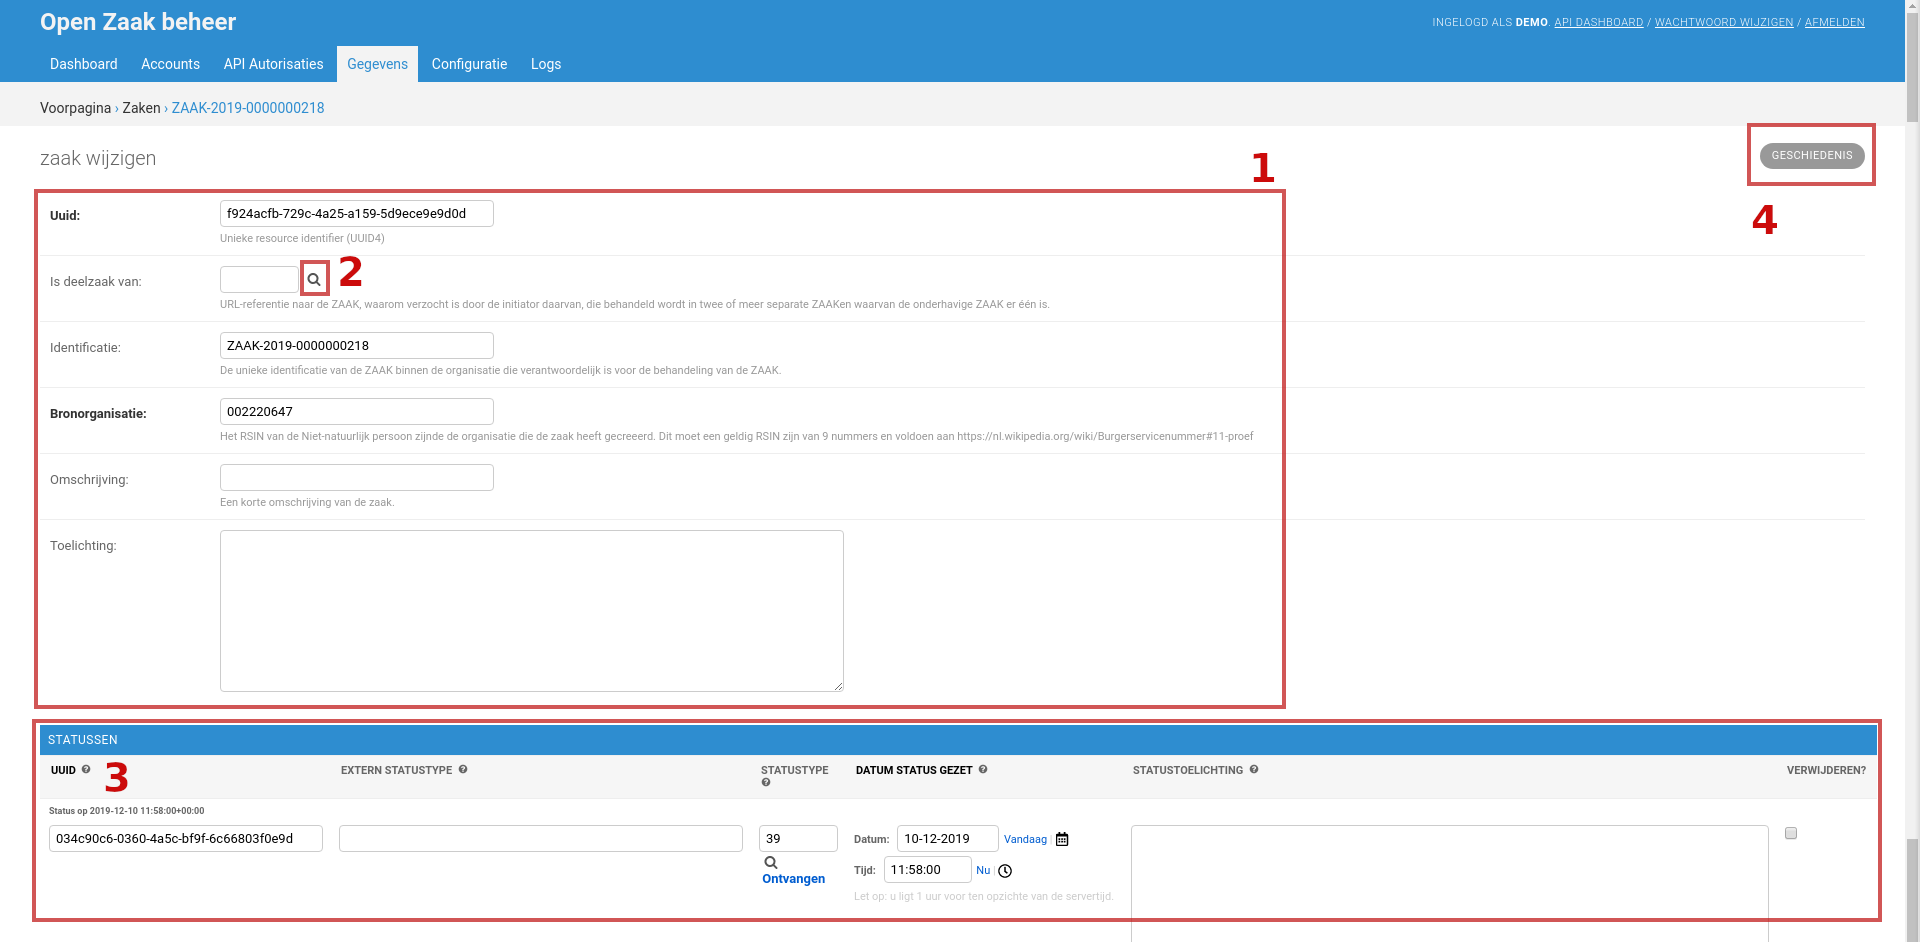 Open Zaak beheer
INGELOGD ALS DEMO. API DASHBOARD / WACHTWOORD WIJZIGEN / AFMELDEN
Dashboard Accounts API Autorisaties Gegevens Configuratie Logs
Voorpagina › Zaken › ZAAK-2019-0000000218
zaak wijzigen
1
GESCHIEDENIS
4
Uuid: f924acfb-729c-4a25-a159-5d9ece9e9d0d
Unieke resource identifier (UUID4)
Is deelzaak van: 2
URL-referentie naar de ZAAK, waarom verzocht is door de initiator daarvan, die behandeld wordt in twee of meer separate ZAAKen waarvan de onderhavige ZAAK er één is.
Identificatie: ZAAK-2019-0000000218
De unieke identificatie van de ZAAK binnen de organisatie die verantwoordelijk is voor de behandeling van de ZAAK.
Bronorganisatie: 002220647
Het RSIN van de Niet-natuurlijk persoon zijnde de organisatie die de zaak heeft gecreeerd. Dit moet een geldig RSIN zijn van 9 nummers en voldoen aan https://nl.wikipedia.org/wiki/Burgerservicenummer#11-proef
Omschrijving:
Een korte omschrijving van de zaak.
Toelichting:
STATUSSEN
UUID 3 EXTERN STATUSTYPE STATUSTYPE DATUM STATUS GEZET STATUSTOELICHTING VERWIJDEREN?
Status op 2019-12-10 11:58:00+00:00
034c90c6-0360-4a5c-bf9f-6c66803f0e9d 39 Datum: 10-12-2019 Vandaag
Ontvangen Tijd: 11:58:00 Nu
Let op: u ligt 1 uur voor ten opzichte van de servertijd.